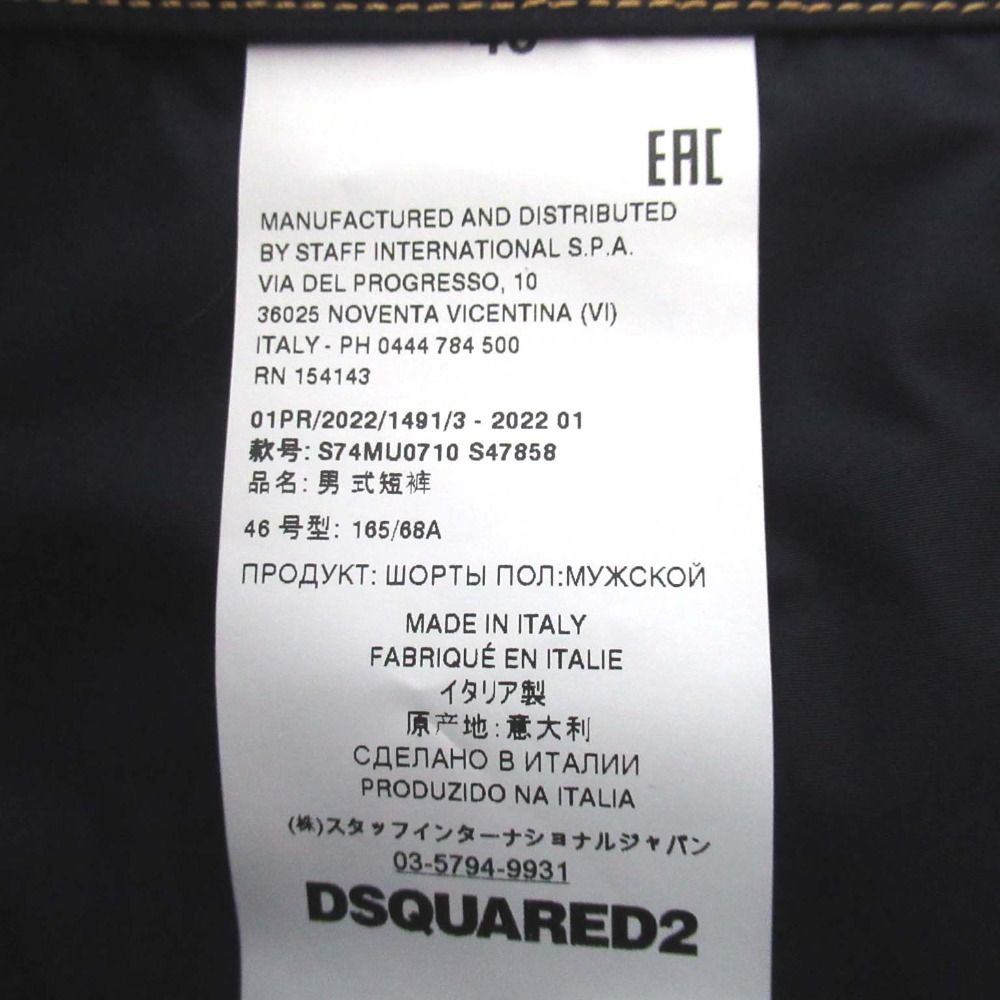 46
EAC
MANUFACTURED AND DISTRIBUTED
BY STAFF INTERNATIONAL S.P.A.
VIA DEL PROGRESSO, 10
36025 NOVENTA VICENTINA (VI)
ITALY - PH 0444 784 500
RN 154143
01PR/2022/1491/3 - 2022 01
款号: S74MU0710 S47858
品名: 男式短裤
46 号型: 165/68A
ПРОДУКТ: ШОРТЫ ПОЛ:МУЖСКОЙ
MADE IN ITALY
FABRIQUÉ EN ITALIE
イタリア製
原产地:意大利
СДЕЛАНО В ИТАЛИИ
PRODUZIDO NA ITALIA
(株)スタッフインターナショナルジャパン
03-5794-9931
DSQUARED2